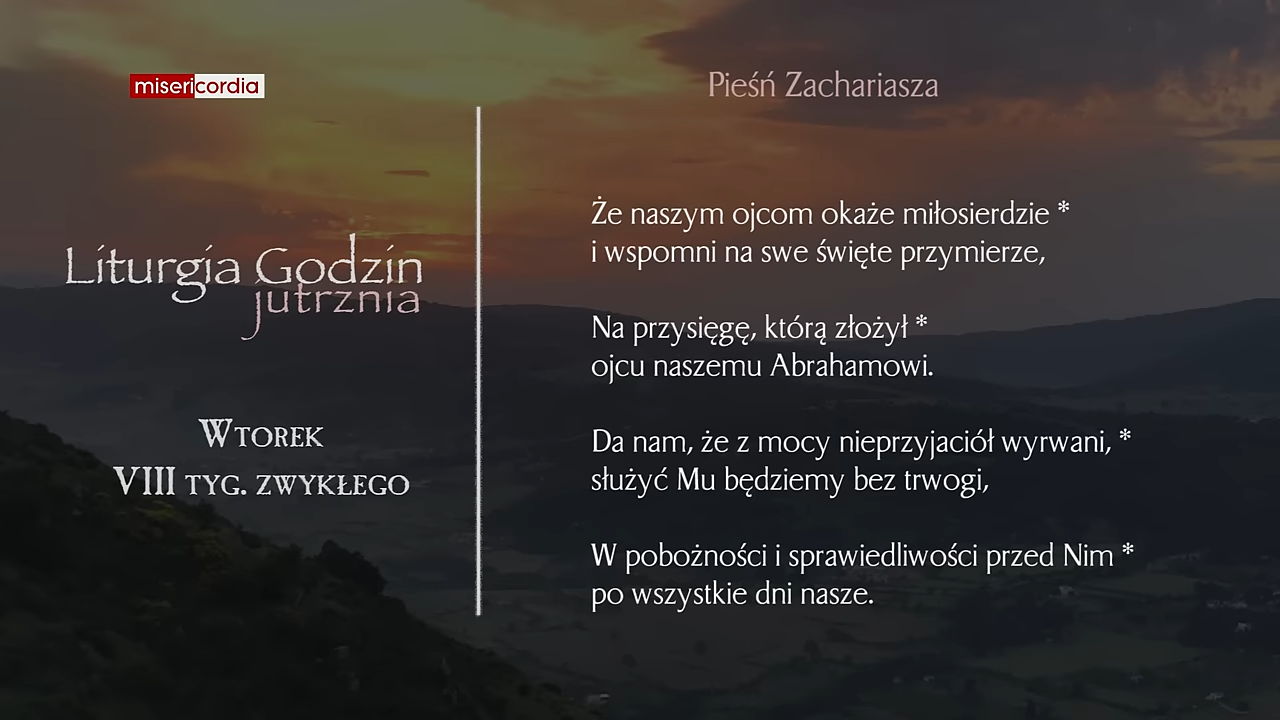 misericordia
Liturgia Godzin
jutrznia
Wtorek
VIII tyg. zwykłego
Pieśń Zachariasza
Że naszym ojcom okaże miłosierdzie *
i wspomni na swe święte przymierze,
Na przysięgę, którą złożył *
ojcu naszemu Abrahamowi.
Da nam, że z mocy nieprzyjaciół wyrwani, *
służyć Mu będziemy bez trwogi,
W pobożności i sprawiedliwości przed Nim *
po wszystkie dni nasze.